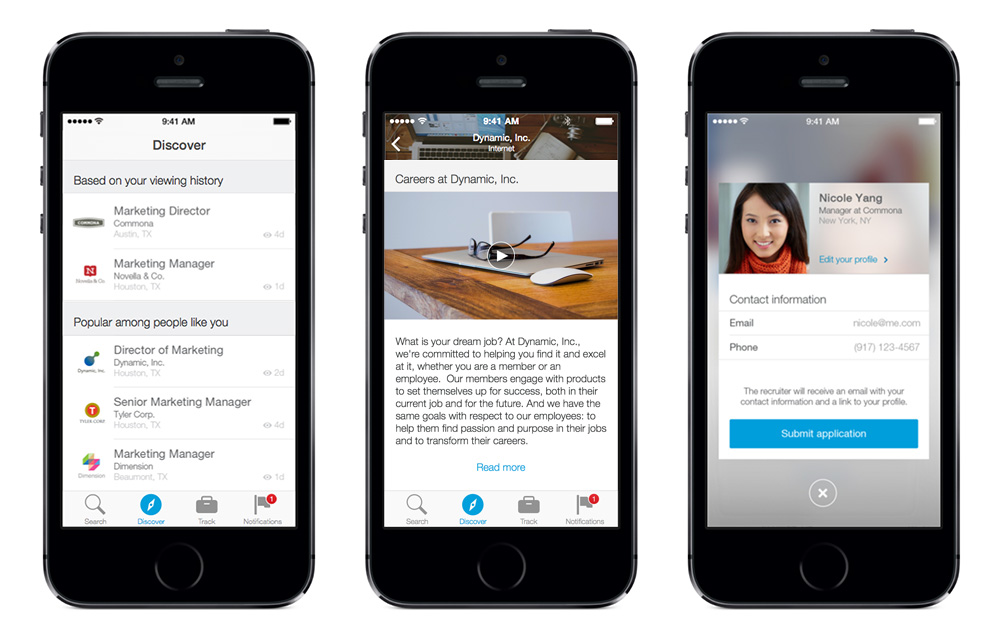 9:41 AM
Discover
Based on your viewing history
COMMONA
Marketing Director
Commona
Austin, TX
4d
N
Novella & Co.
Marketing Manager
Novella & Co.
Houston, TX
1d
Popular among people like you
Dynamic, Inc.
Director of Marketing
Dynamic, Inc.
Houston, TX
2d
T
TYLER CORP
Senior Marketing Manager
Tyler Corp.
Houston, TX
4d
Dimension
Marketing Manager
Dimension
Beaumont, TX
1d
1
Search
Discover
Track
Notifications
9:41 AM
Dynamic, Inc.
Internet
Careers at Dynamic, Inc.
What is your dream job? At Dynamic, Inc.,
we're committed to helping you find it and excel
at it, whether you are a member or an
employee. Our members engage with products
to set themselves up for success, both in their
current job and for the future. And we have the
same goals with respect to our employees: to
help them find passion and purpose in their jobs
and to transform their careers.
Read more
1
Search
Discover
Track
Notifications
9:41 AM
Nicole Yang
Manager at Commona
New York, NY
Edit your profile
Contact information
Email nicole@me.com
Phone (917) 123-4567
The recruiter will receive an email with your
contact information and a link to your profile.
Submit application